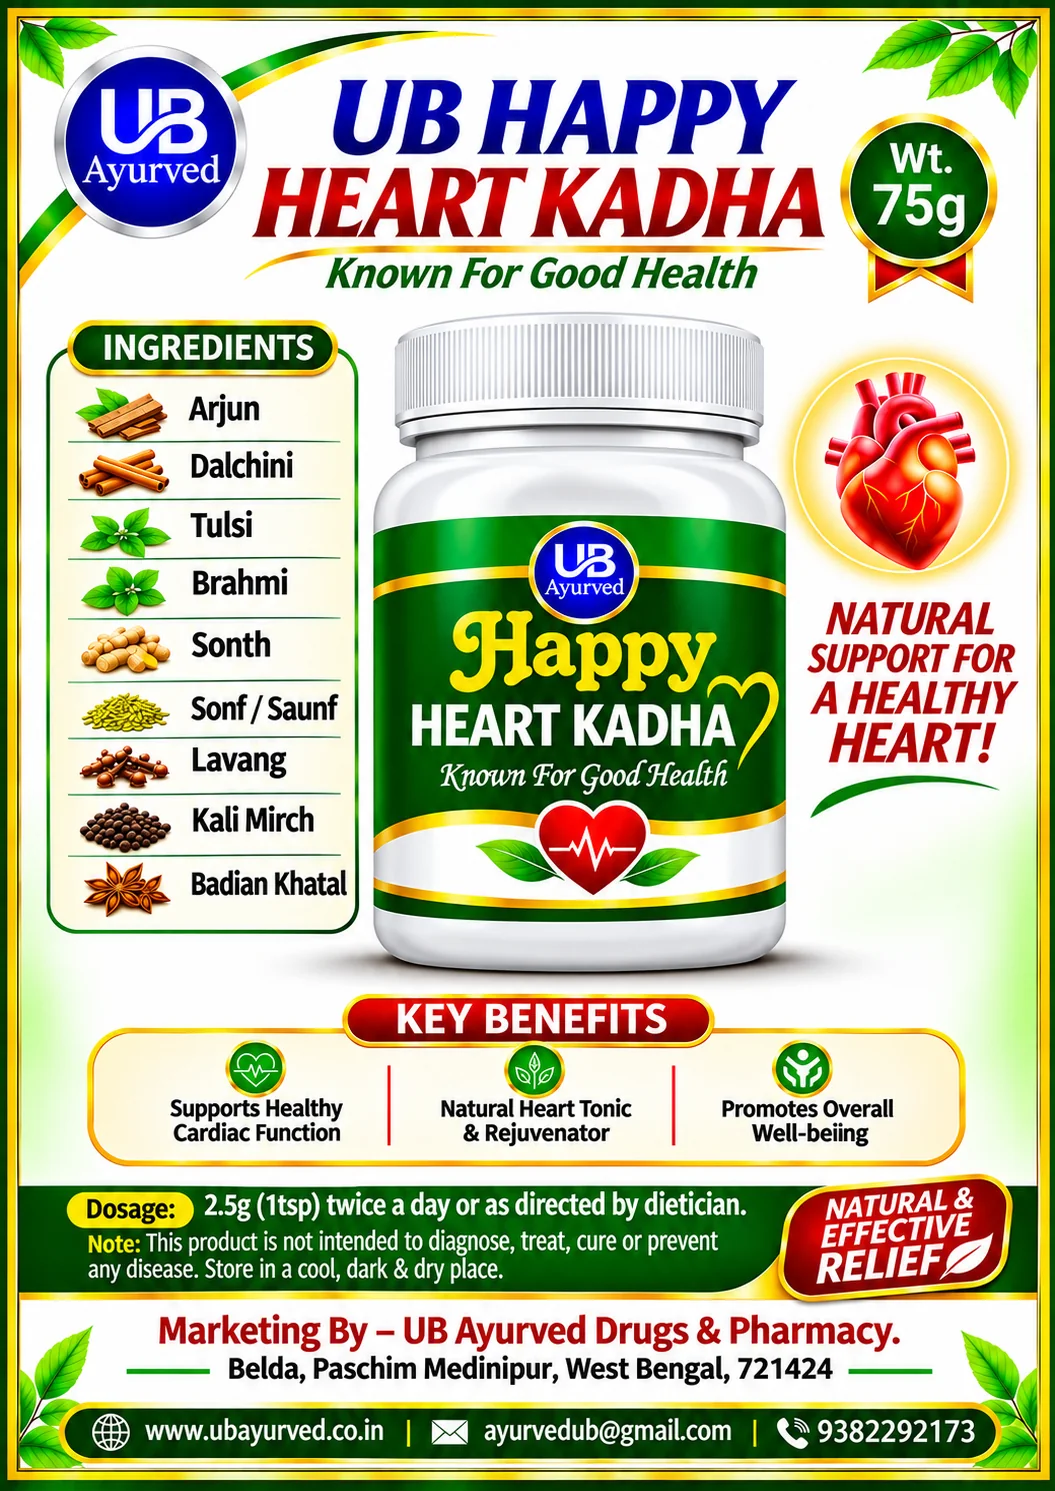 UB
Ayurved
UB HAPPY
HEART KADHA
Known For Good Health
Wt.
75g
INGREDIENTS
Arjun
Dalchini
Tulsi
Brahmi
Sonth
Sonf / Saunf
Lavang
Kali Mirch
Badian Khatal
UB
Ayurved
Happy
HEART KADHA
Known For Good Health
NATURAL
SUPPORT FOR
A HEALTHY
HEART!
KEY BENEFITS
Supports Healthy
Cardiac Function
Natural Heart Tonic
& Rejuvenator
Promotes Overall
Well-beiing
Dosage: 2.5g (1tsp) twice a day or as directed by dietician.
Note: This product is not intended to diagnose, treat, cure or prevent
any disease. Store in a cool, dark & dry place.
NATURAL &
EFFECTIVE
RELIEF
Marketing By – UB Ayurved Drugs & Pharmacy.
Belda, Paschim Medinipur, West Bengal, 721424
www.ubayurved.co.in | ayurvedub@gmail.com | 9382292173